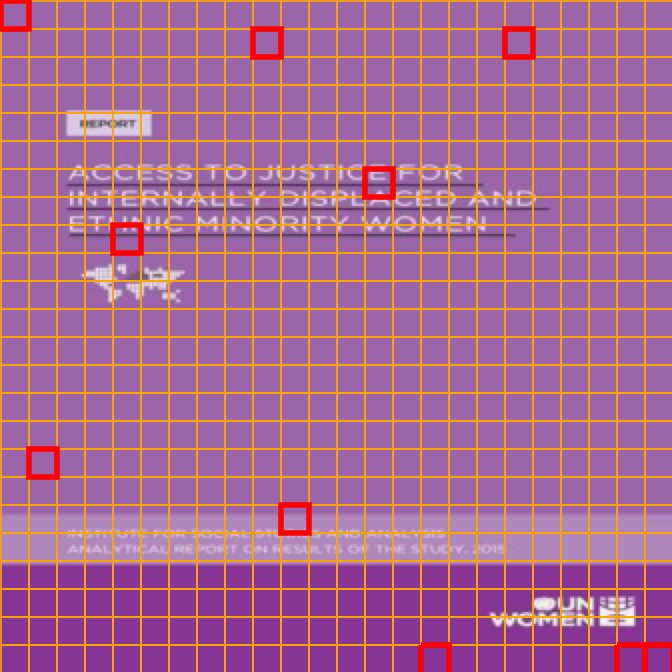 REPORT
ACCESS TO JUSTICE FOR
INTERNALLY DISPLACED AND
ETHNIC MINORITY WOMEN
INSTITUTE FOR SOCIAL STUDIES AND ANALYSIS
ANALYTICAL REPORT ON RESULTS OF THE STUDY, 2015
UN
WOMEN